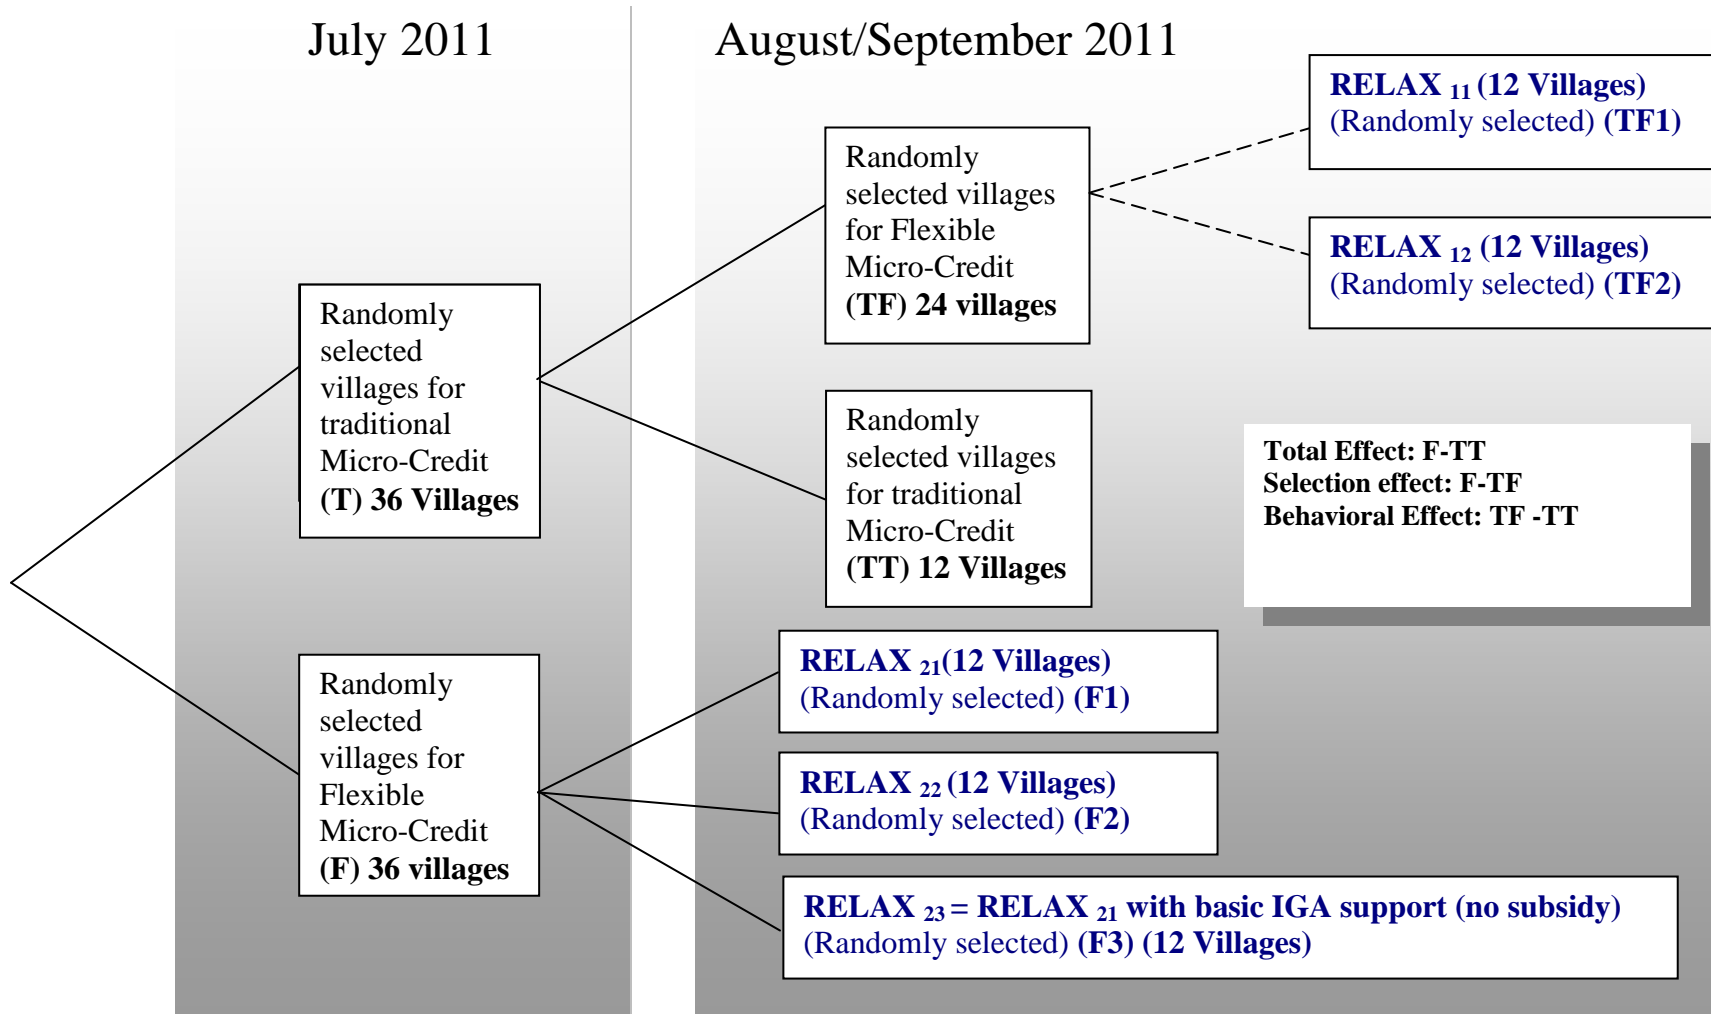 July 2011
August/September 2011
RELAX 11 (12 Villages)
(Randomly selected) (TF1)
RELAX 12 (12 Villages)
(Randomly selected) (TF2)
Randomly
selected villages
for Flexible
Micro-Credit
(TF) 24 villages
Randomly
selected
villages for
traditional
Micro-Credit
(T) 36 Villages
Randomly
selected villages
for traditional
Micro-Credit
(TT) 12 Villages
Total Effect: F-TT
Selection effect: F-TF
Behavioral Effect: TF -TT
Randomly
selected
villages for
Flexible
Micro-Credit
(F) 36 villages
RELAX 21(12 Villages)
(Randomly selected) (F1)
RELAX 22 (12 Villages)
(Randomly selected) (F2)
RELAX 23 = RELAX 21 with basic IGA support (no subsidy)
(Randomly selected) (F3) (12 Villages)